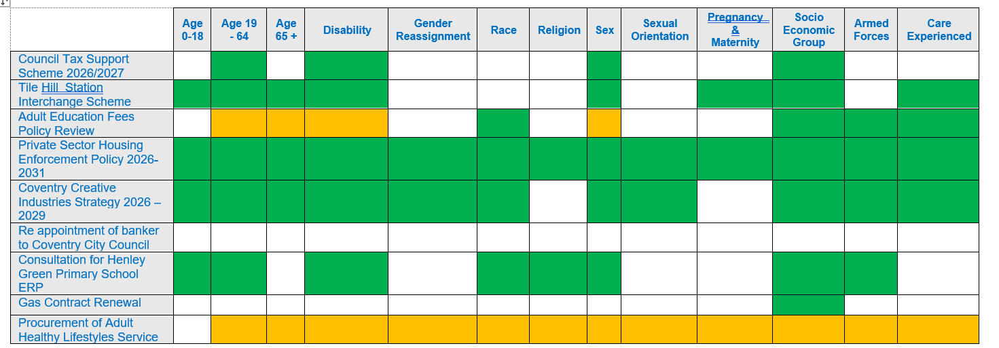 Age 0-18
Age 19 - 64
Age 65 +
Disability
Gender Reassignment
Race
Religion
Sex
Sexual Orientation
Pregnancy & Maternity
Socio Economic Group
Armed Forces
Care Experienced
Council Tax Support
Scheme 2026/2027
Tile Hill Station
Interchange Scheme
Adult Education Fees
Policy Review
Private Sector Housing
Enforcement Policy 2026-
2031
Coventry Creative
Industries Strategy 2026 –
2029
Re appointment of banker
to Coventry City Council
Consultation for Henley
Green Primary School
ERP
Gas Contract Renewal
Procurement of Adult
Healthy Lifestyles Service